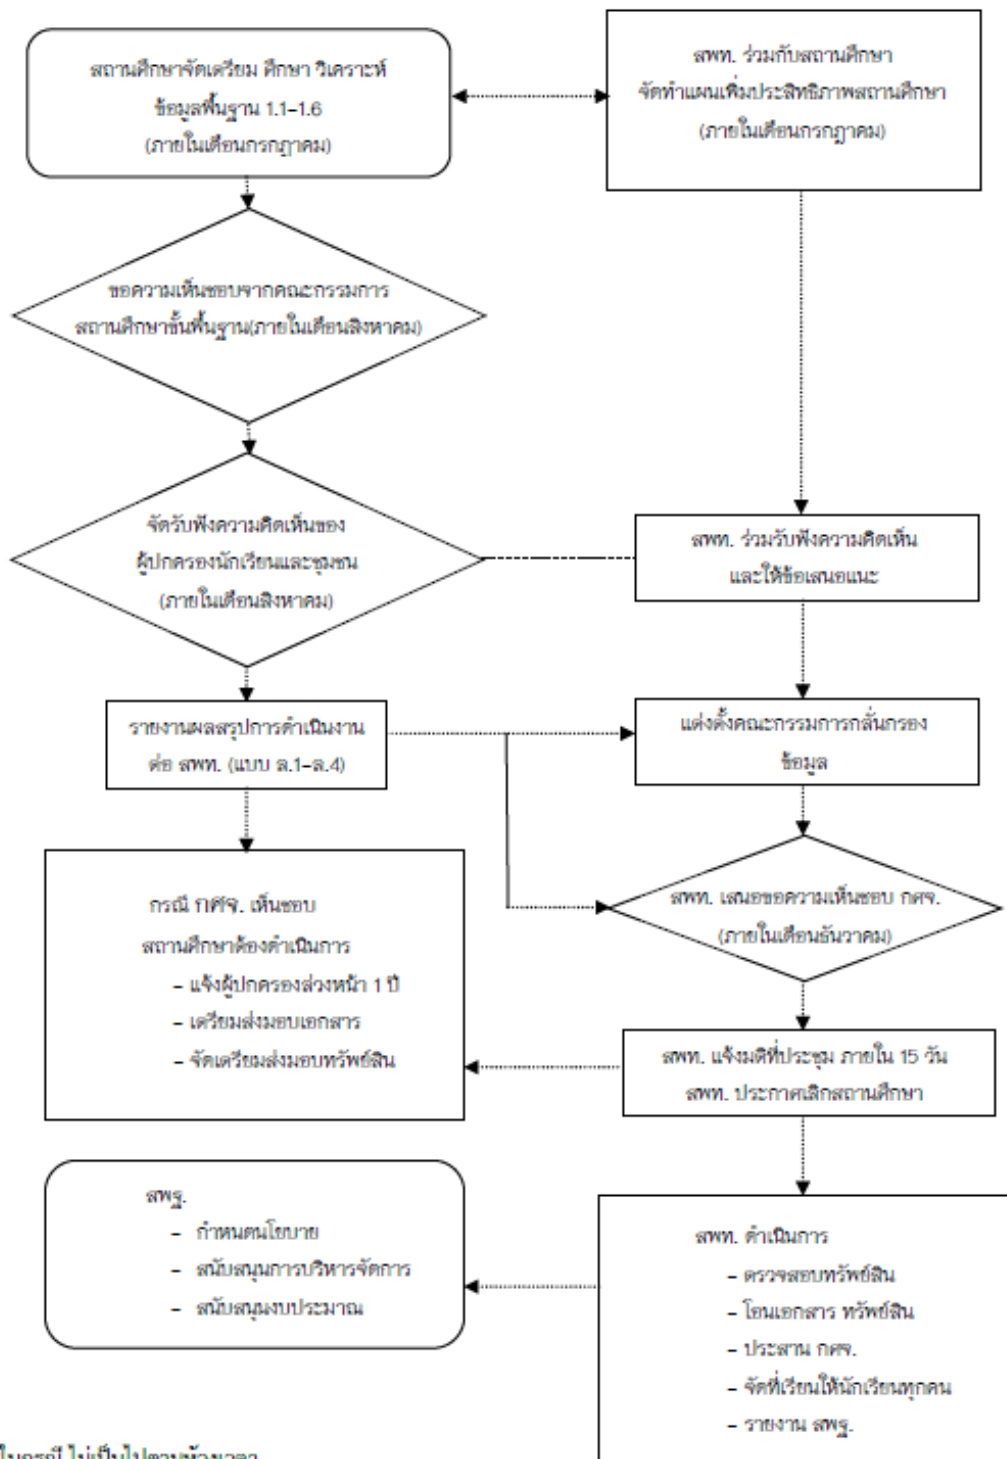 สถานศึกษาจัดเตรียม ศึกษา วิเคราะห์
ข้อมูลพื้นฐาน 1.1–1.6
(ภายในเดือนกรกฎาคม)
สพท. ร่วมกับสถานศึกษา
จัดทำแผนเพิ่มประสิทธิภาพสถานศึกษา
(ภายในเดือนกรกฎาคม)
ขอความเห็นชอบจากคณะกรรมการ
สถานศึกษาขั้นพื้นฐาน(ภายในเดือนสิงหาคม)
จัดรับฟังความคิดเห็นของ
ผู้ปกครองนักเรียนและชุมชน
(ภายในเดือนสิงหาคม)
สพท. ร่วมรับฟังความคิดเห็น
และให้ข้อเสนอแนะ
รายงานผลสรุปการดำเนินงาน
ต่อ สพท. (แบบ ล.1–ล.4)
แต่งตั้งคณะกรรมการกลั่นกรอง
ข้อมูล
กรณี กศจ. เห็นชอบ
สถานศึกษาต้องดำเนินการ
– แจ้งผู้ปกครองล่วงหน้า 1 ปี
– เตรียมส่งมอบเอกสาร
– จัดเตรียมส่งมอบทรัพย์สิน
สพท. เสนอขอความเห็นชอบ กศจ.
(ภายในเดือนธันวาคม)
สพท. แจ้งมติที่ประชุม ภายใน 15 วัน
สพท. ประกาศเลิกสถานศึกษา
สพฐ.
– กำหนดนโยบาย
– สนับสนุนการบริหารจัดการ
– สนับสนุนงบประมาณ
สพท. ดำเนินการ
– ตรวจสอบทรัพย์สิน
– โอนเอกสาร ทรัพย์สิน
– ประสาน กศจ.
– จัดที่เรียนให้นักเรียนทุกคน
– รายงาน สพฐ.